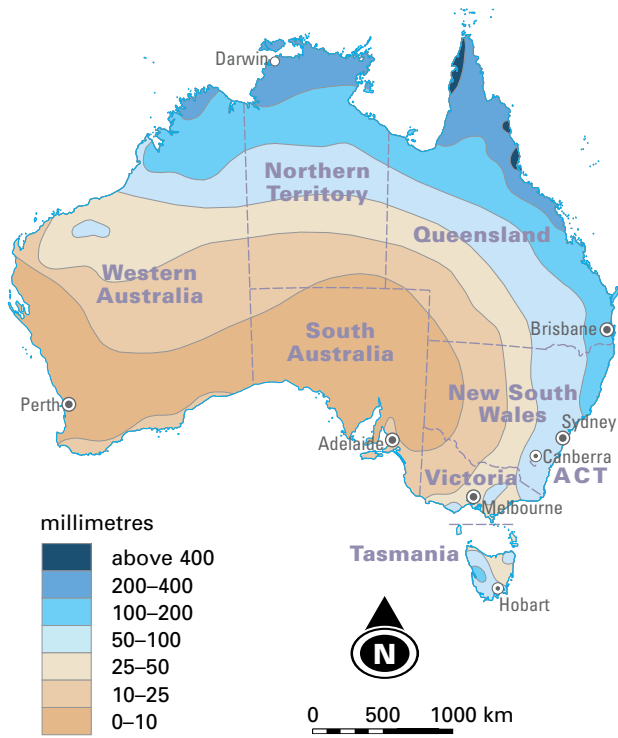 Darwin
Northern
Territory
Queensland
Western
Australia
South
Australia
Brisbane
New South
Wales
Perth
Sydney
Adelaide
Canberra
Victoria
ACT
Melbourne
Tasmania
Hobart
millimetres
above 400
200–400
100–200
50–100
25–50
10–25
0–10
N
0 500 1000 km